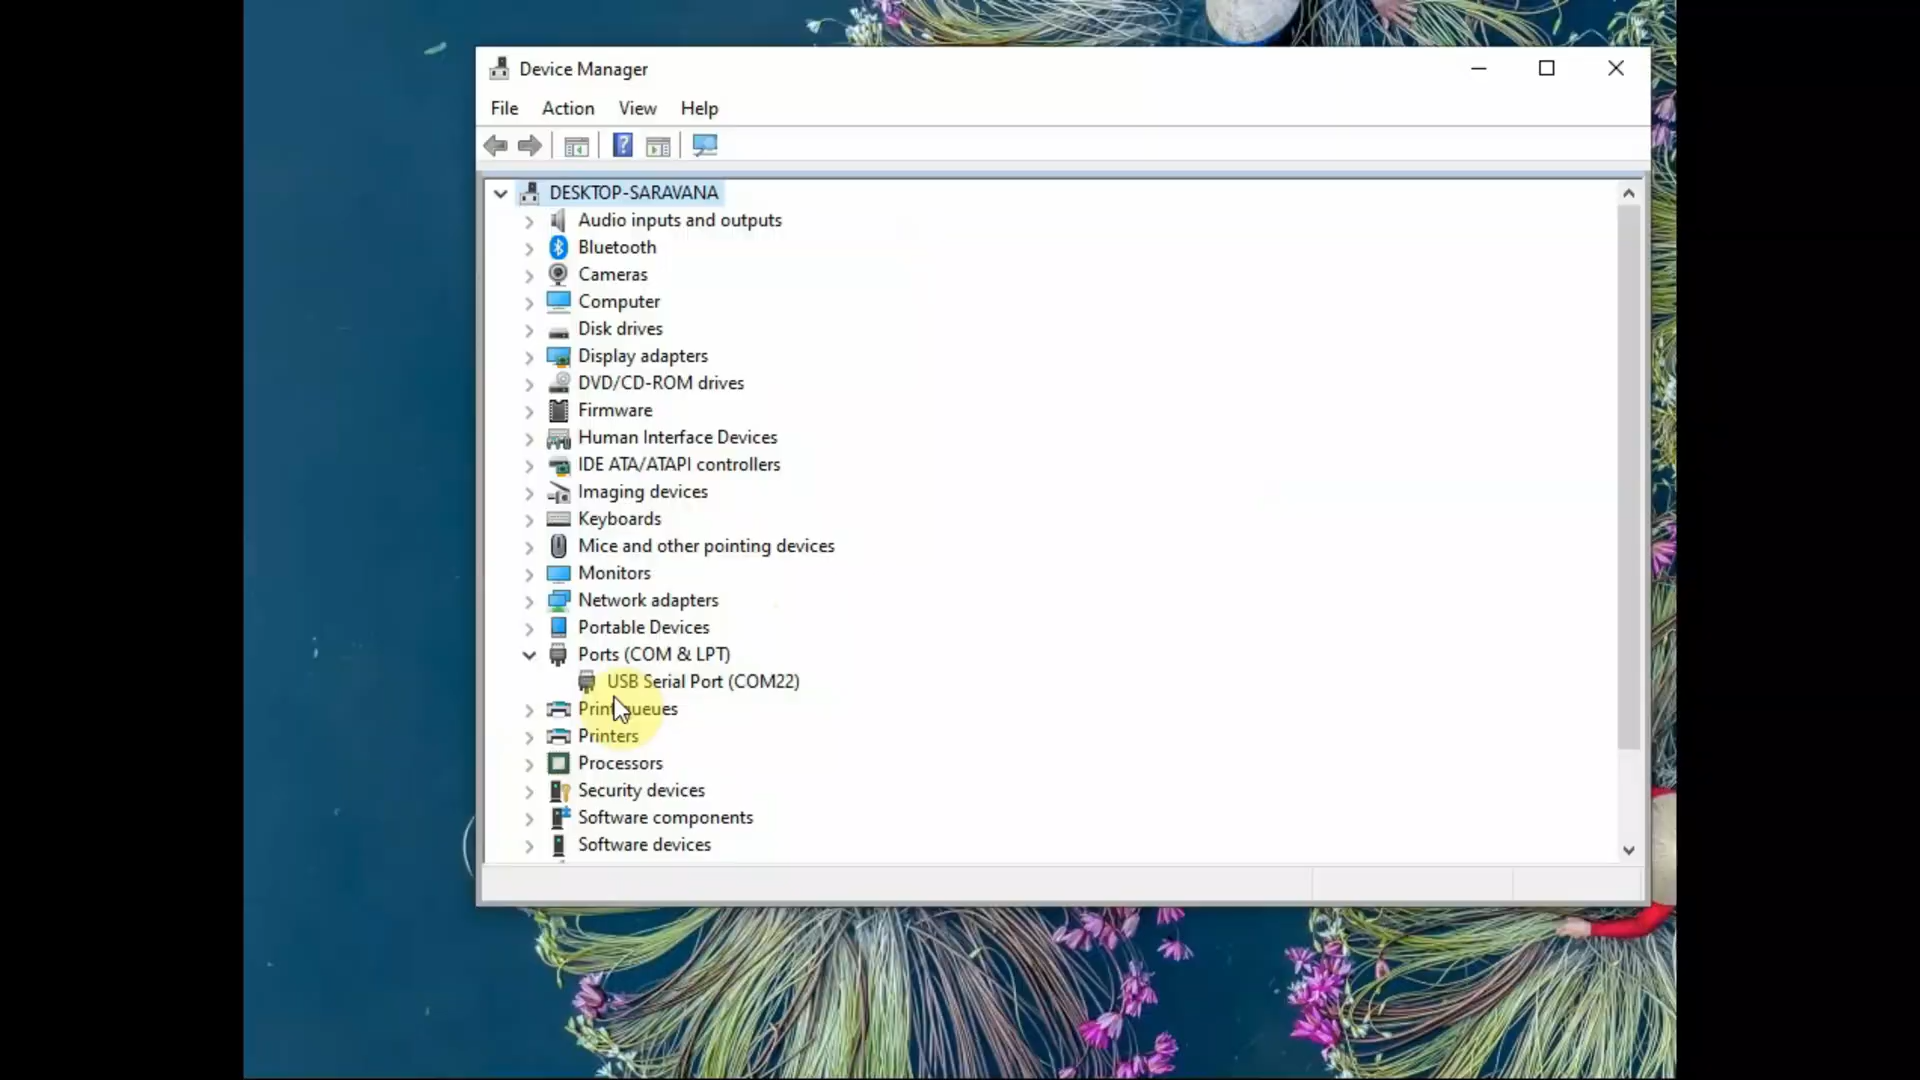 Device Manager
File Action View Help
DESKTOP-SARAVANA
Audio inputs and outputs
Bluetooth
Cameras
Computer
Disk drives
Display adapters
DVD/CD-ROM drives
Firmware
Human Interface Devices
IDE ATA/ATAPI controllers
Imaging devices
Keyboards
Mice and other pointing devices
Monitors
Network adapters
Portable Devices
Ports (COM & LPT)
USB Serial Port (COM22)
Print queues
Printers
Processors
Security devices
Software components
Software devices